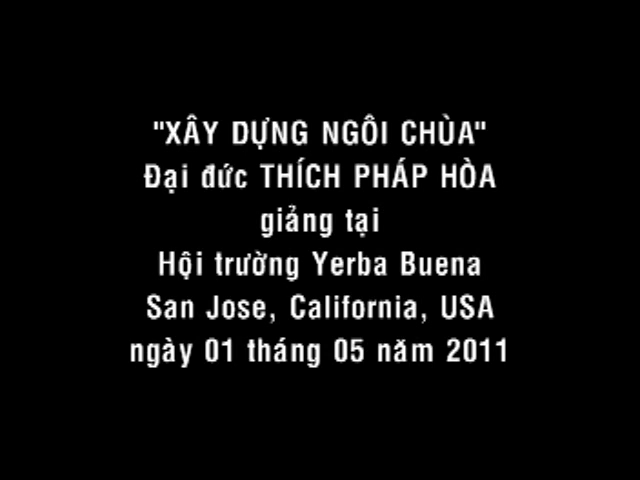 "XÂY DỰNG NGÔI CHÙA"
Đại đức THÍCH PHÁP HÒA
giảng tại
Hội trường Yerba Buena
San Jose, California, USA
ngày 01 tháng 05 năm 2011